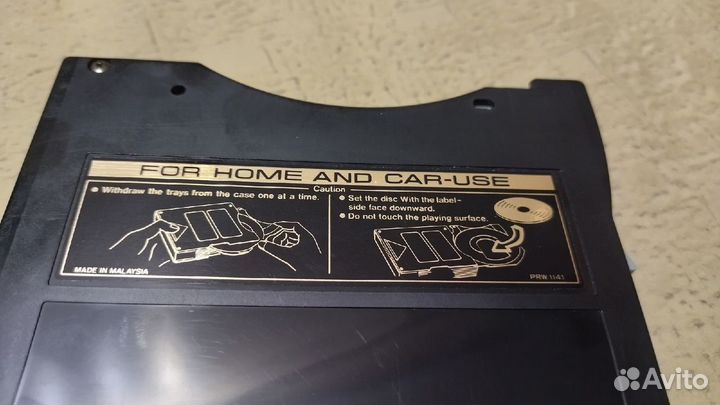 FOR HOME AND CAR-USE
Caution
● Withdraw the trays from the case one at a time.
● Set the disc With the label-
side face downward.
● Do not touch the playing surface.
MADE IN MALAYSIA
PRW 1141
Avito